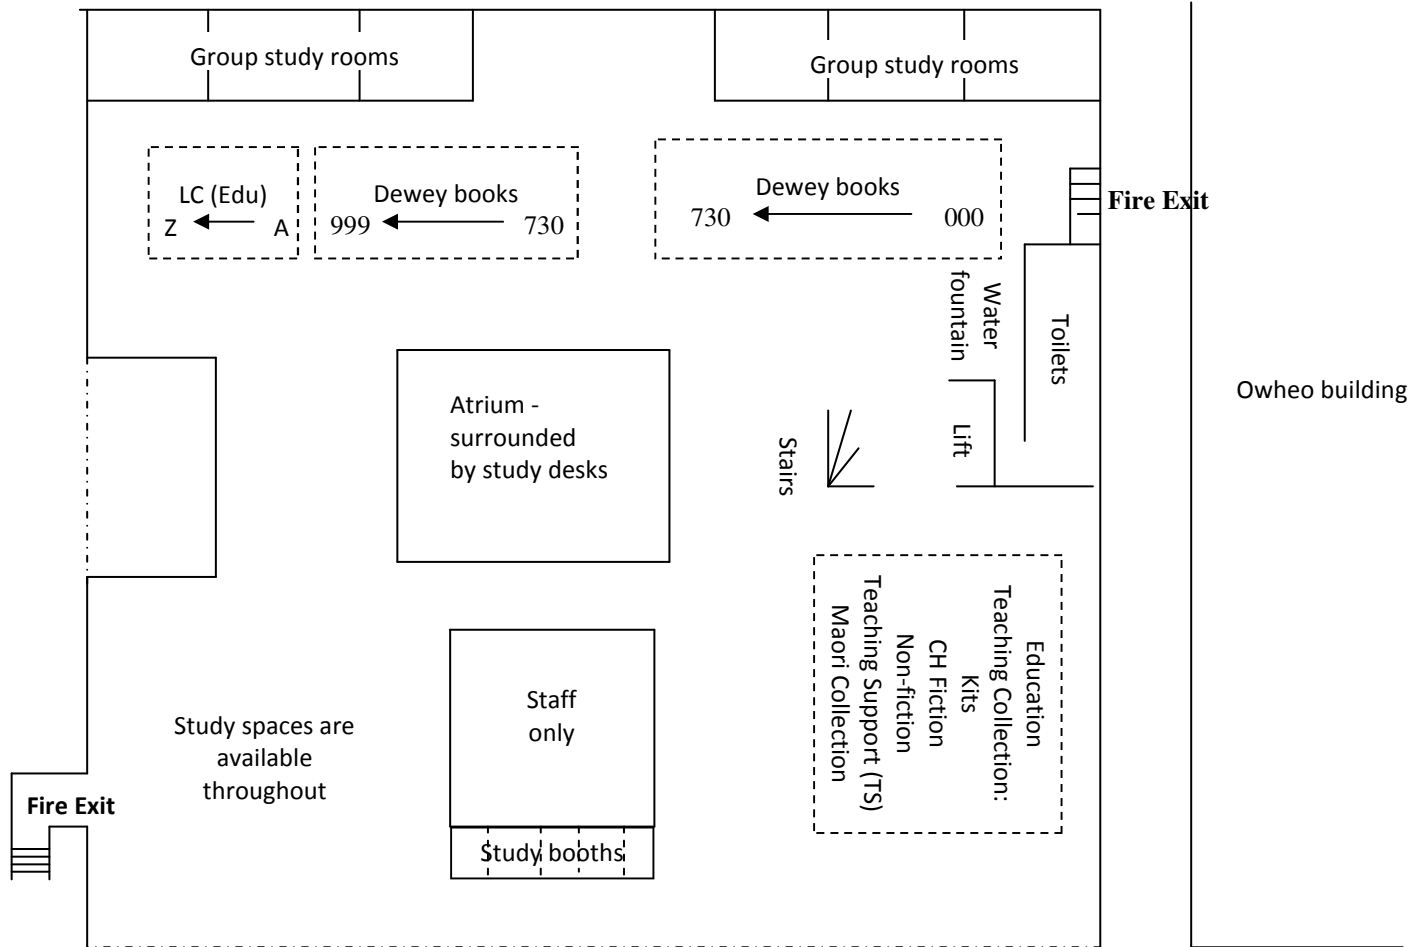 Group study rooms
Group study rooms
LC (Edu)
Z A
Dewey books
999 730
Dewey books
730 000
Fire Exit
Water
fountain
Toilets
Lift
Stairs
Owheo building
Atrium -
surrounded
by study desks
Education
Teaching Collection:
Kits
CH Fiction
Non-fiction
Teaching Support (TS)
Maori Collection
Staff
only
Study spaces are
available
throughout
Fire Exit
Study booths